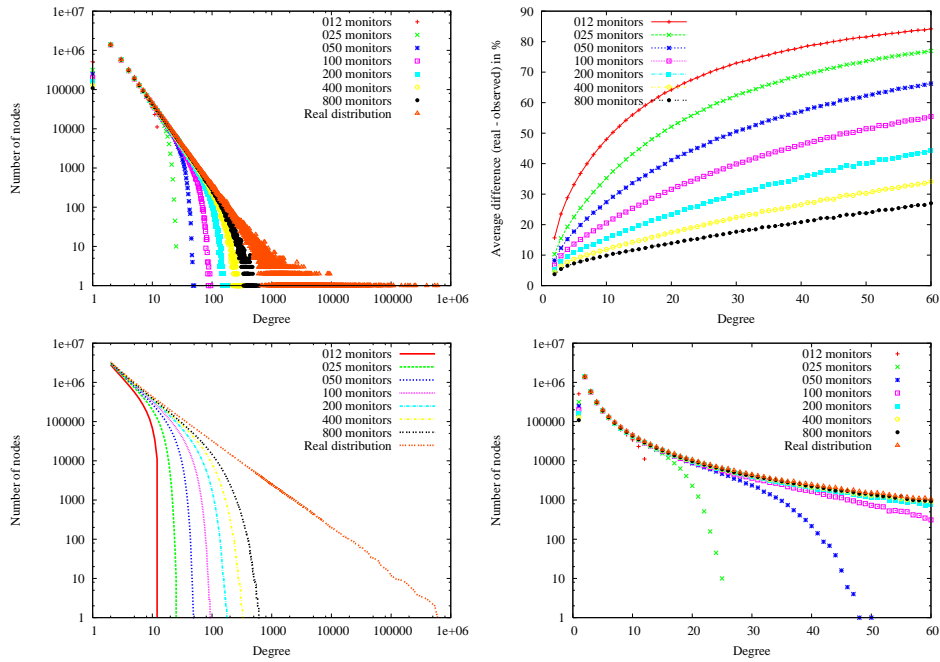 1e+07
1e+06
100000
10000
1000
100
10
1
1 10 100 1000 10000 100000 1e+06
Number of nodes
Degree
012 monitors
025 monitors
050 monitors
100 monitors
200 monitors
400 monitors
800 monitors
Real distribution
90
80
70
60
50
40
30
20
10
0
0 10 20 30 40 50 60
Average difference (real - observed) in %
Degree
012 monitors
025 monitors
050 monitors
100 monitors
200 monitors
400 monitors
800 monitors
1e+07
1e+06
100000
10000
1000
100
10
1
1 10 100 1000 10000 100000 1e+06
Number of nodes
Degree
012 monitors
025 monitors
050 monitors
100 monitors
200 monitors
400 monitors
800 monitors
Real distribution
1e+07
1e+06
100000
10000
1000
100
10
1
0 10 20 30 40 50 60
Number of nodes
Degree
012 monitors
025 monitors
050 monitors
100 monitors
200 monitors
400 monitors
800 monitors
Real distribution